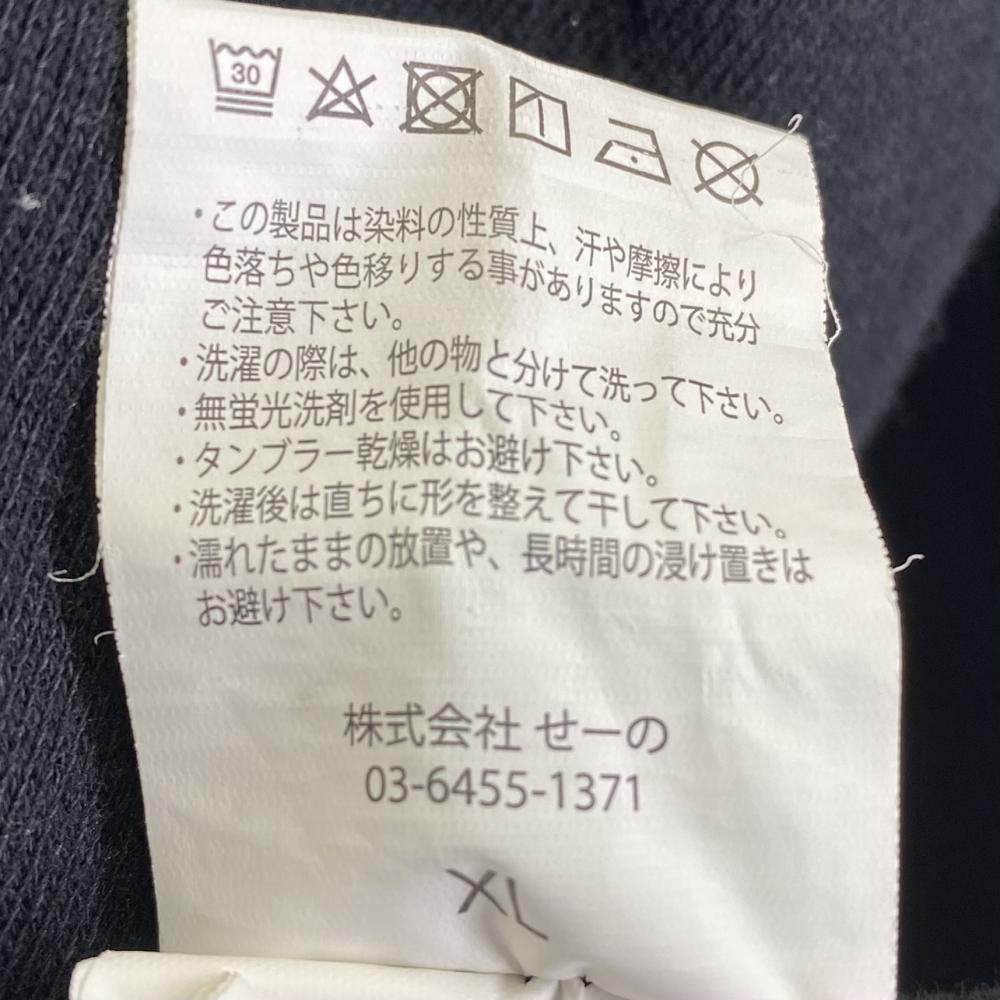 30
・この製品は染料の性質上、汗や摩擦により
色落ちや色移りする事がありますので充分
ご注意下さい。
・洗濯の際は、他の物と分けて洗って下さい。
・無蛍光洗剤を使用して下さい。
・タンブラー乾燥はお避け下さい。
・洗濯後は直ちに形を整えて干して下さい。
・濡れたままの放置や、長時間の浸け置きは
お避け下さい。
株式会社 せーの
03-6455-1371
XL